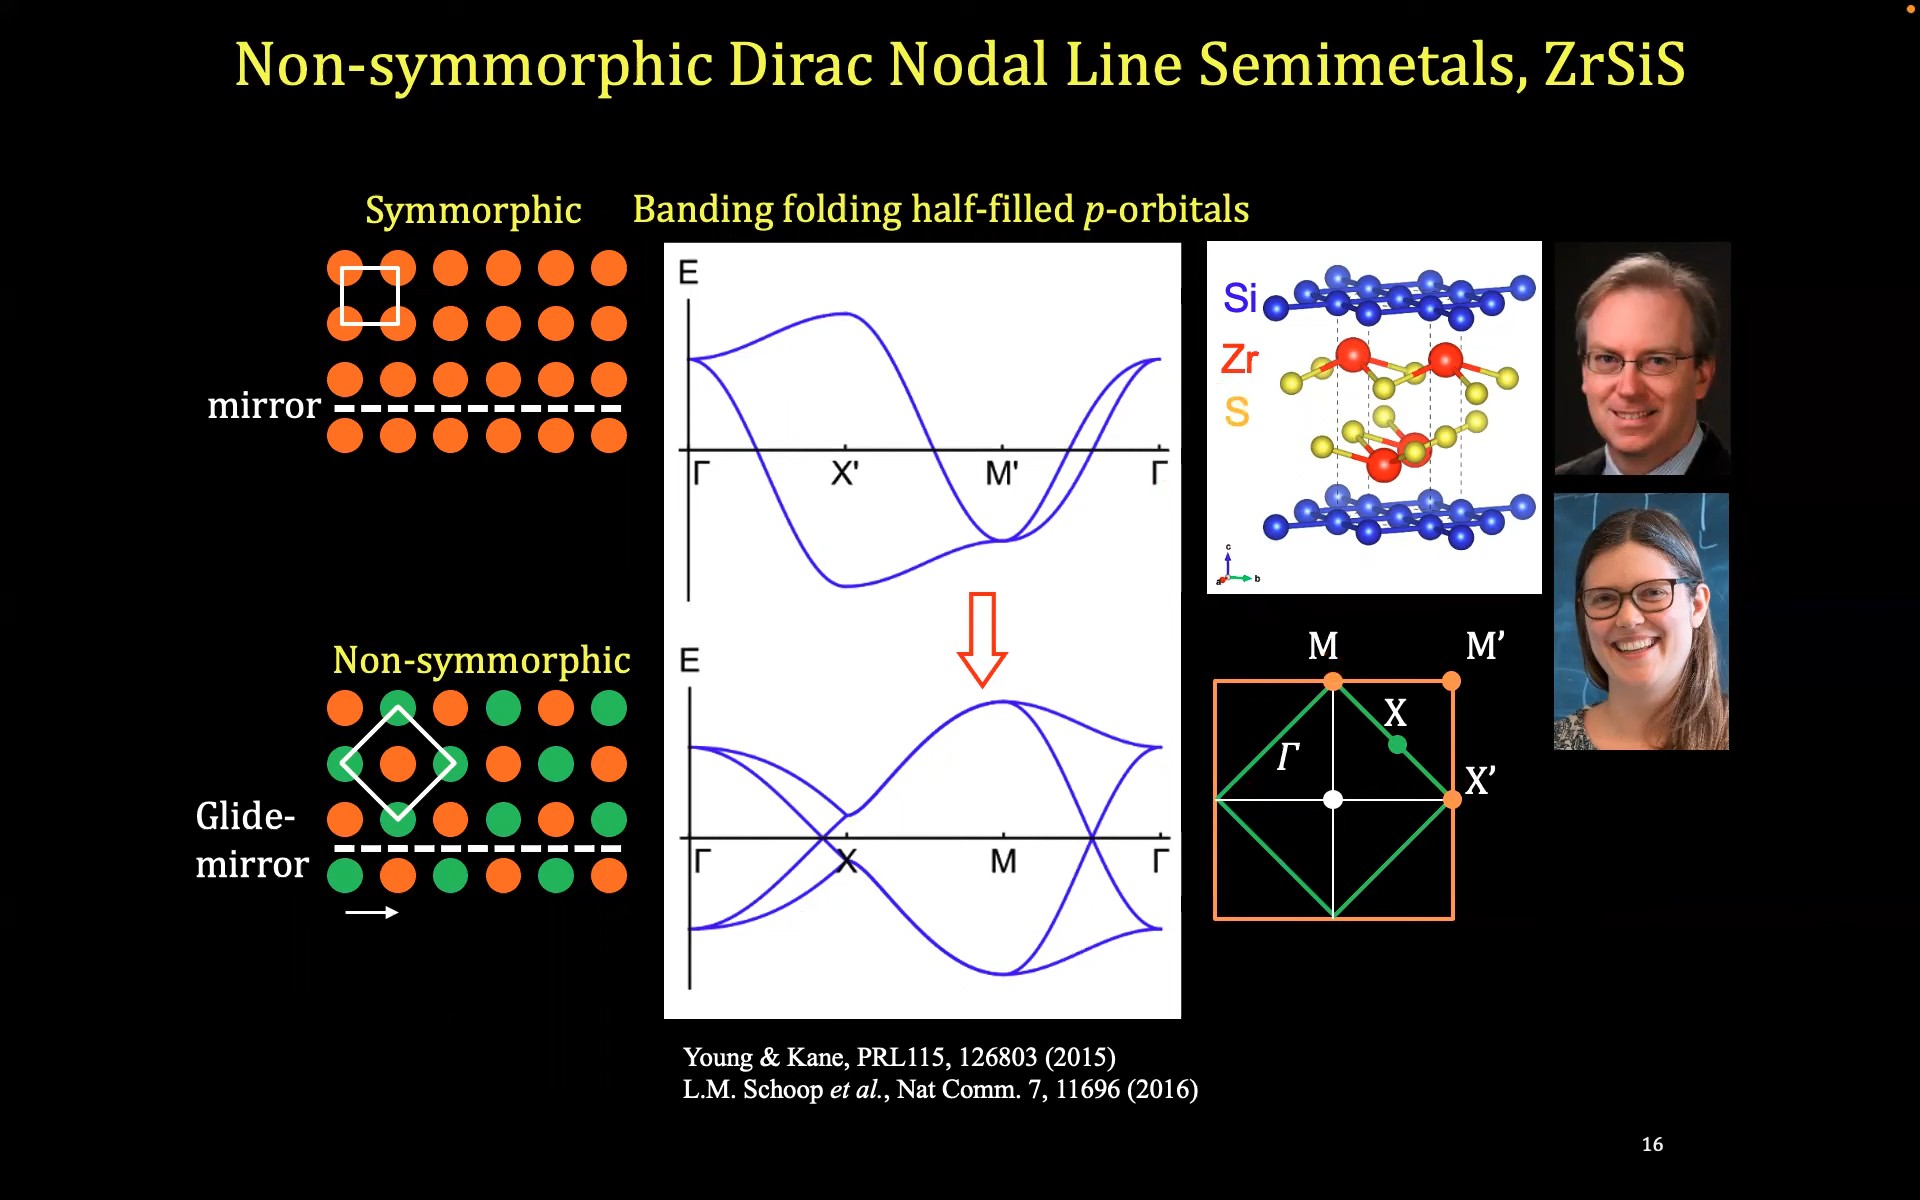 Non-symmorphic Dirac Nodal Line Semimetals, ZrSiS
Symmorphic
Banding folding half-filled p-orbitals
mirror
E
Γ
X'
M'
Γ
Si
Zr
S
c
a
b
Non-symmorphic
Glide-
mirror
E
Γ
X
M
Γ
M
M’
X
Γ
X’
Young & Kane, PRL115, 126803 (2015)
L.M. Schoop et al., Nat Comm. 7, 11696 (2016)
16